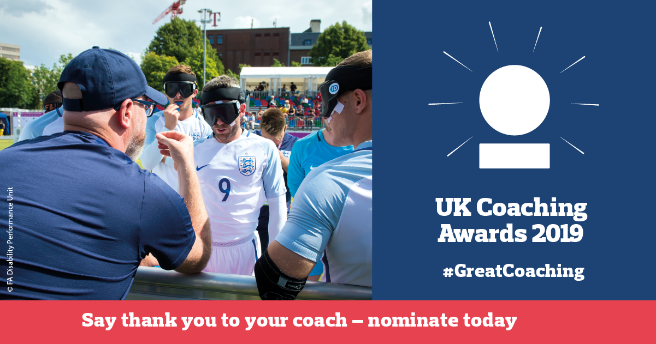 © FA Disability Performance Unit
9
UK Coaching
Awards 2019
#GreatCoaching
Say thank you to your coach – nominate today